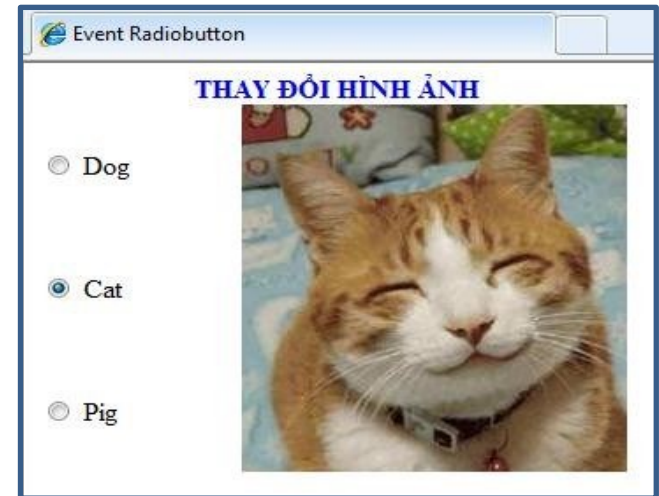 Event Radiobutton
THAY ĐỔI HÌNH ẢNH
Dog
Cat
Pig